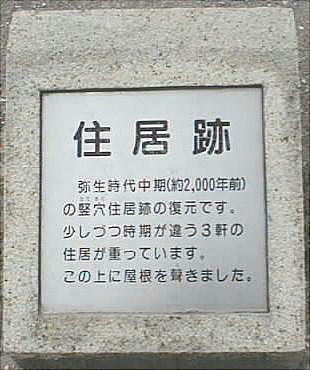 住居跡
弥生時代中期(約2,000年前)
の竪穴住居跡の復元です。
少しづつ時期が違う3軒の
住居が重っています。
この上に屋根を葺きました。